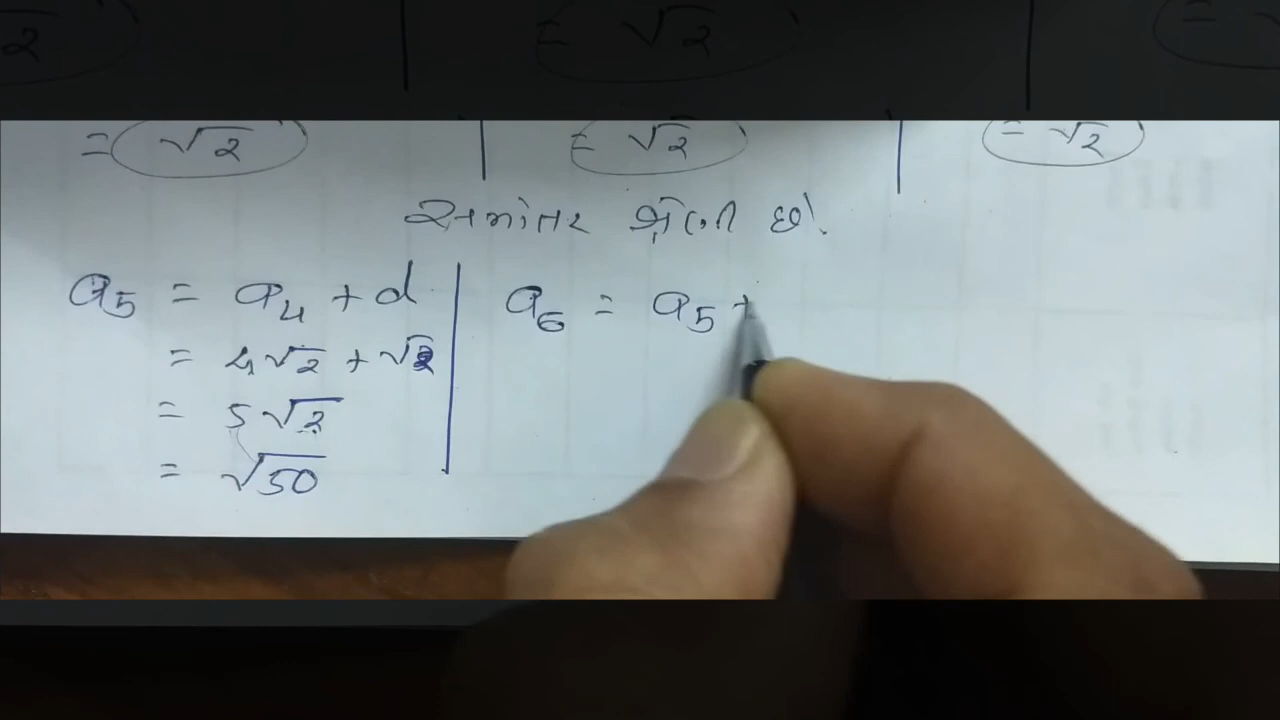 = √2 = √2 = √2
સમાંતર શ્રેણી છે.
a₅ = a₄ + d
= 4√2 + √2
= 5√2
= √50
a₆ = a₅ +